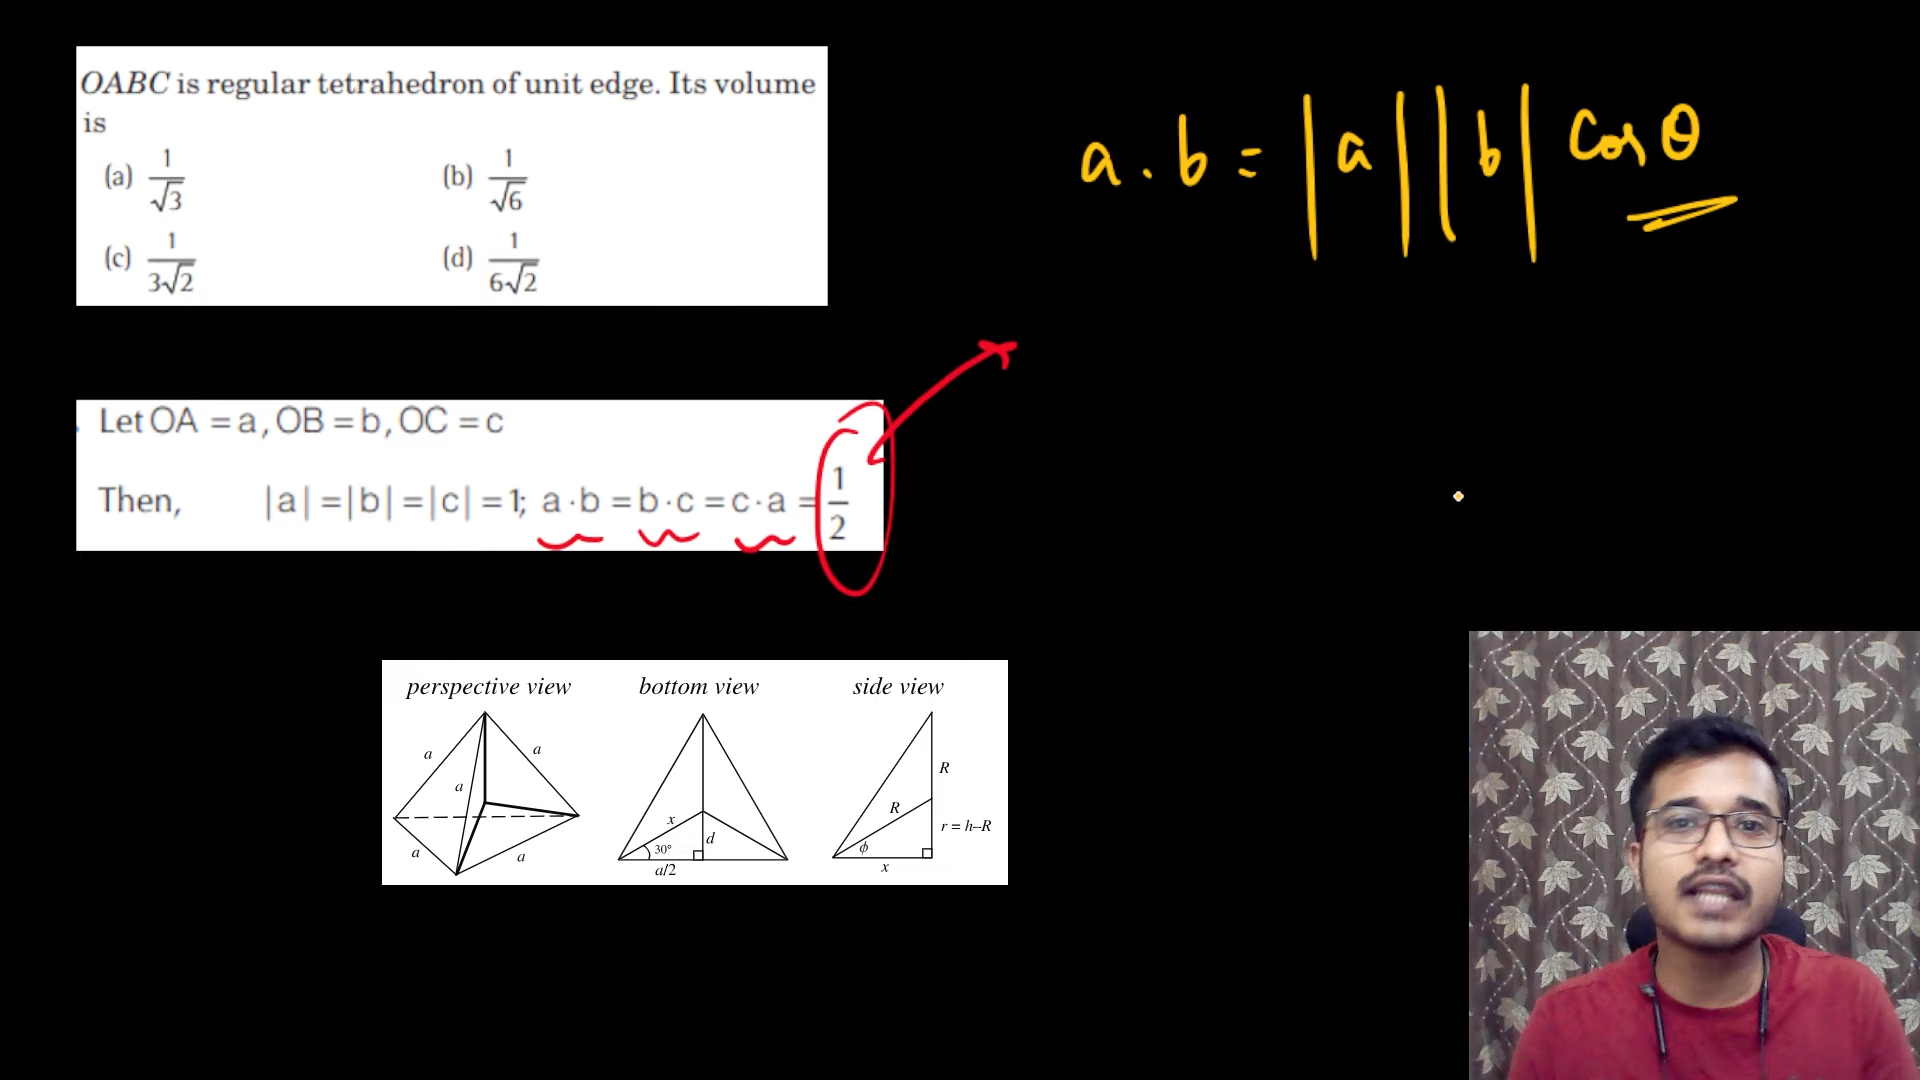 OABC is regular tetrahedron of unit edge. Its volume
is
(a) 1/√3 (b) 1/√6
(c) 1/3√2 (d) 1/6√2
a . b = |a| |b| cos θ
Let OA = a, OB = b, OC = c
Then, |a| = |b| = |c| = 1; a · b = b · c = c · a = 1/2
perspective view
a
a
a
a
a
bottom view
x
d
30°
a/2
side view
R
R
r = h–R
ϕ
x